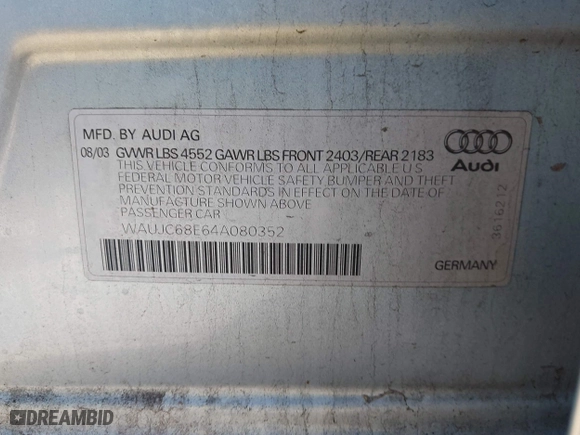 MFD. BY AUDI AG
08/03 GVWR LBS 4552 GAWR LBS FRONT 2403/REAR 2183
THIS VEHICLE CONFORMS TO ALL APPLICABLE U S
FEDERAL MOTOR VEHICLE SAFETY BUMPER AND THEFT
PREVENTION STANDARDS IN EFFECT ON THE DATE OF
MANUFACTURE SHOWN ABOVE
PASSENGER CAR
WAUJC68E64A080352
Audi
3616212
GERMANY
DREAMBID